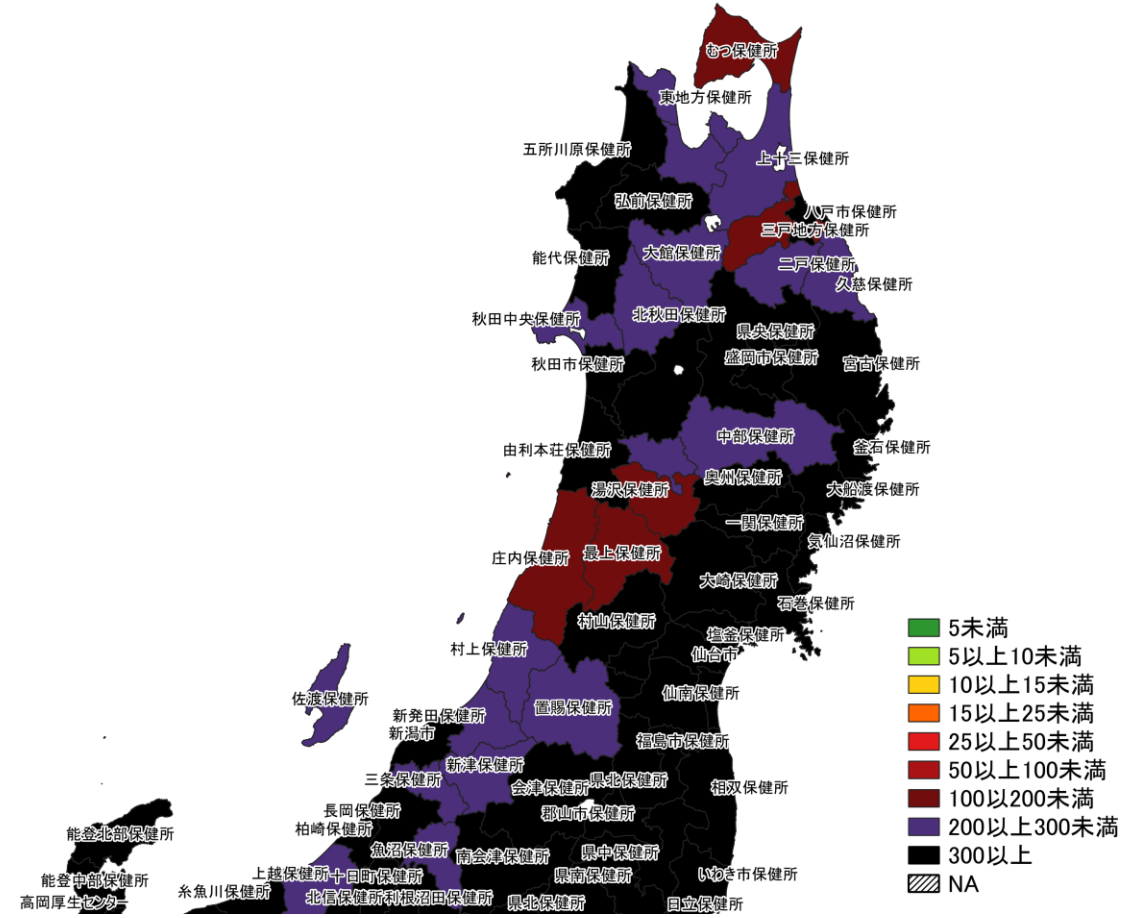 むつ保健所
東地方保健所
五所川原保健所
上十三保健所
弘前保健所
八戸市保健所
三戸地方保健所
大館保健所
能代保健所
二戸保健所
久慈保健所
北秋田保健所
秋田中央保健所
県央保健所
盛岡市保健所
秋田市保健所
宮古保健所
中部保健所
由利本荘保健所
釜石保健所
奥州保健所
湯沢保健所
大船渡保健所
一関保健所
気仙沼保健所
庄内保健所
最上保健所
大崎保健所
石巻保健所
村山保健所
塩釜保健所
村上保健所
仙台市
佐渡保健所
仙南保健所
置賜保健所
新発田保健所
新潟市
福島市保健所
新津保健所
三条保健所
会津保健所
県北保健所
相双保健所
長岡保健所
郡山市保健所
柏崎保健所
能登北部保健所
魚沼保健所
南会津保健所
県中保健所
上越保健所
十日町保健所
県南保健所
いわき市保健所
能登中部保健所
糸魚川保健所
北信保健所
利根沼田保健所
県北保健所
日立保健所
高岡厚生センター
5未満
5以上10未満
10以上15未満
15以上25未満
25以上50未満
50以上100未満
100以200未満
200以上300未満
300以上
NA